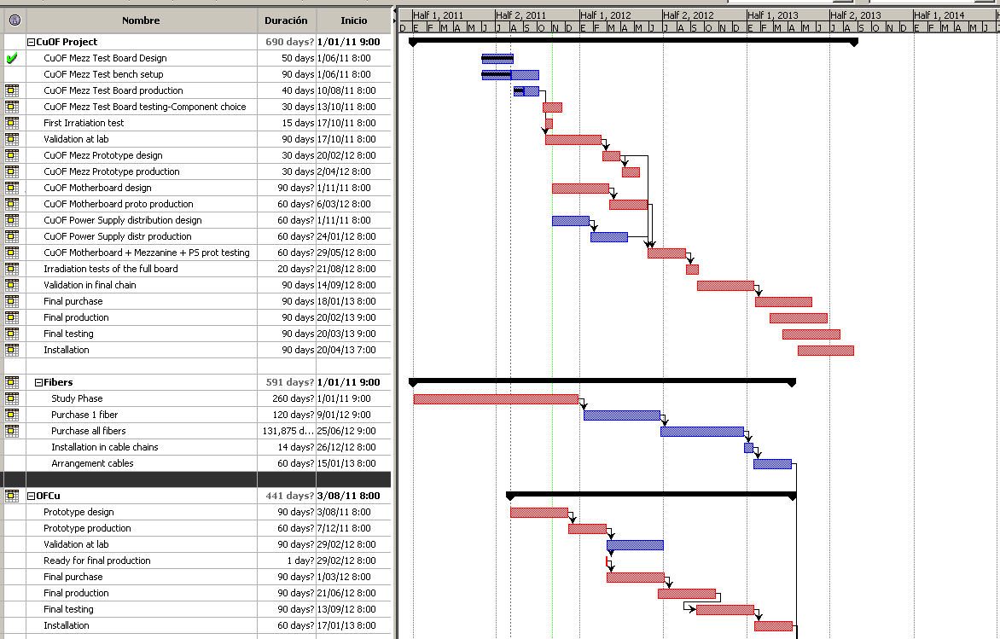 Nombre Duración Inicio
Half 1, 2011 Half 2, 2011 Half 1, 2012 Half 2, 2012 Half 1, 2013 Half 2, 2013 Half 1, 2014
D E F M A M J J A S O N D E F M A M J J A S O N D E F M A M J J A S O N D E F M A M J
CuOF Project 690 days? 1/01/11 9:00
CuOF Mezz Test Board Design 50 days 1/06/11 8:00
CuOF Mezz Test bench setup 90 days 1/06/11 8:00
CuOF Mezz Test Board production 40 days 10/08/11 8:00
CuOF Mezz Test Board testing-Component choice 30 days 13/10/11 8:00
First Irratiation test 15 days 17/10/11 8:00
Validation at lab 90 days 17/10/11 8:00
CuOF Mezz Prototype design 30 days 20/02/12 8:00
CuOF Mezz Prototype production 30 days 2/04/12 8:00
CuOF Motherboard design 90 days? 1/11/11 8:00
CuOF Motherboard proto production 60 days? 6/03/12 8:00
CuOF Power Supply distribution design 60 days? 1/11/11 8:00
CuOF Power Supply distr production 60 days? 24/01/12 8:00
CuOF Motherboard + Mezzanine + PS prot testing 60 days? 29/05/12 8:00
Irradiation tests of the full board 20 days? 21/08/12 8:00
Validation in final chain 90 days 14/09/12 8:00
Final purchase 90 days 18/01/13 8:00
Final production 90 days 20/02/13 9:00
Final testing 90 days 20/03/13 9:00
Installation 90 days 20/04/13 7:00
Fibers 591 days? 1/01/11 9:00
Study Phase 260 days? 1/01/11 9:00
Purchase 1 fiber 120 days? 9/01/12 9:00
Purchase all fibers 131,875 d... 25/06/12 9:00
Installation in cable chains 14 days? 26/12/12 8:00
Arrangement cables 60 days? 15/01/13 8:00
OFCu 441 days? 3/08/11 8:00
Prototype design 90 days? 3/08/11 8:00
Prototype production 60 days? 7/12/11 8:00
Validation at lab 90 days? 29/02/12 8:00
Ready for final production 1 day? 29/02/12 8:00
Final purchase 90 days? 1/03/12 8:00
Final production 90 days? 21/06/12 8:00
Final testing 90 days? 13/09/12 8:00
Installation 60 days? 17/01/13 8:00